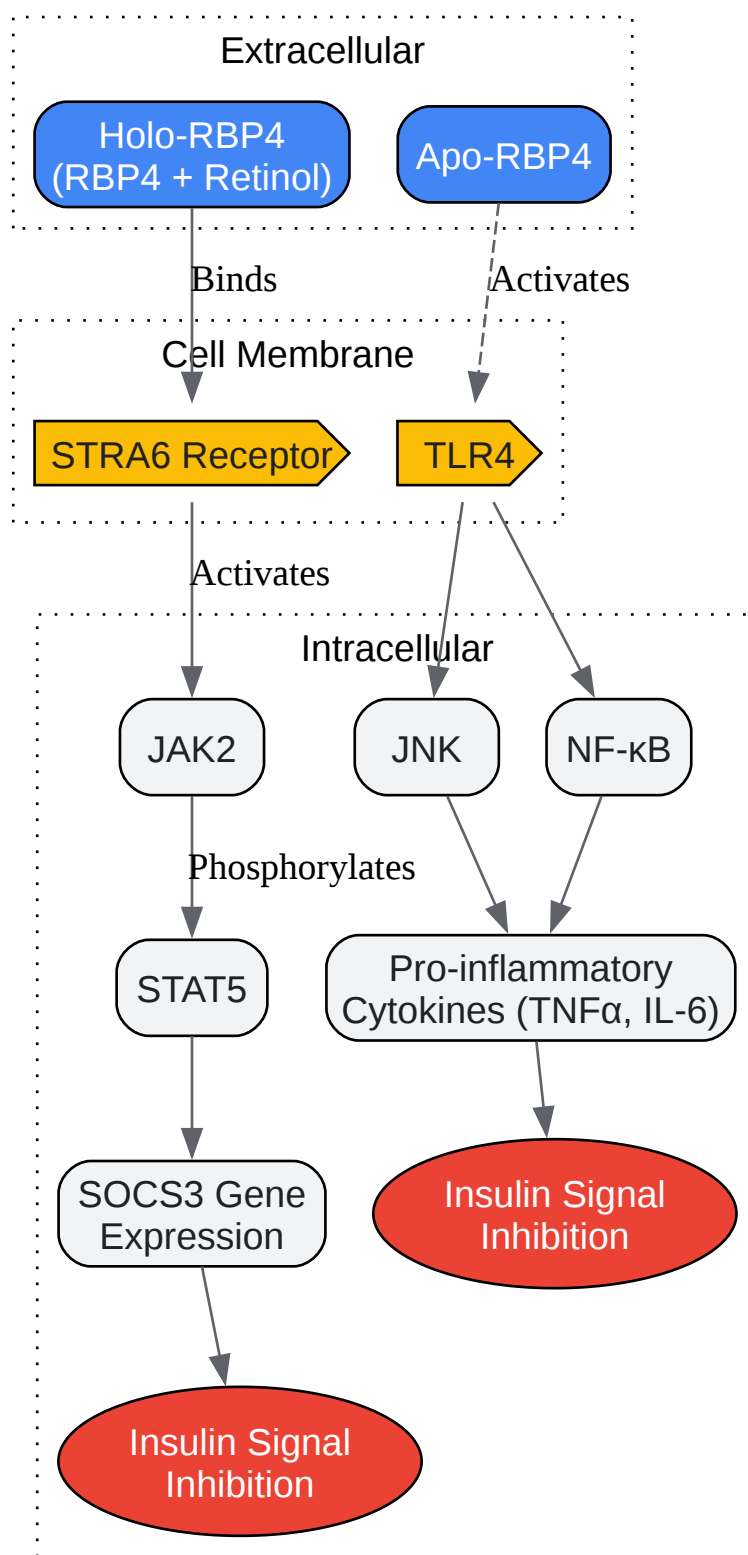 Extracellular
Holo-RBP4
(RBP4 + Retinol)
Apo-RBP4
Binds
Activates
Cell Membrane
STRA6 Receptor
TLR4
Activates
Intracellular
JAK2
JNK
NF-κB
Phosphorylates
Pro-inflammatory
Cytokines (TNFα, IL-6)
STAT5
SOCS3 Gene
Expression
Insulin Signal
Inhibition
Insulin Signal
Inhibition